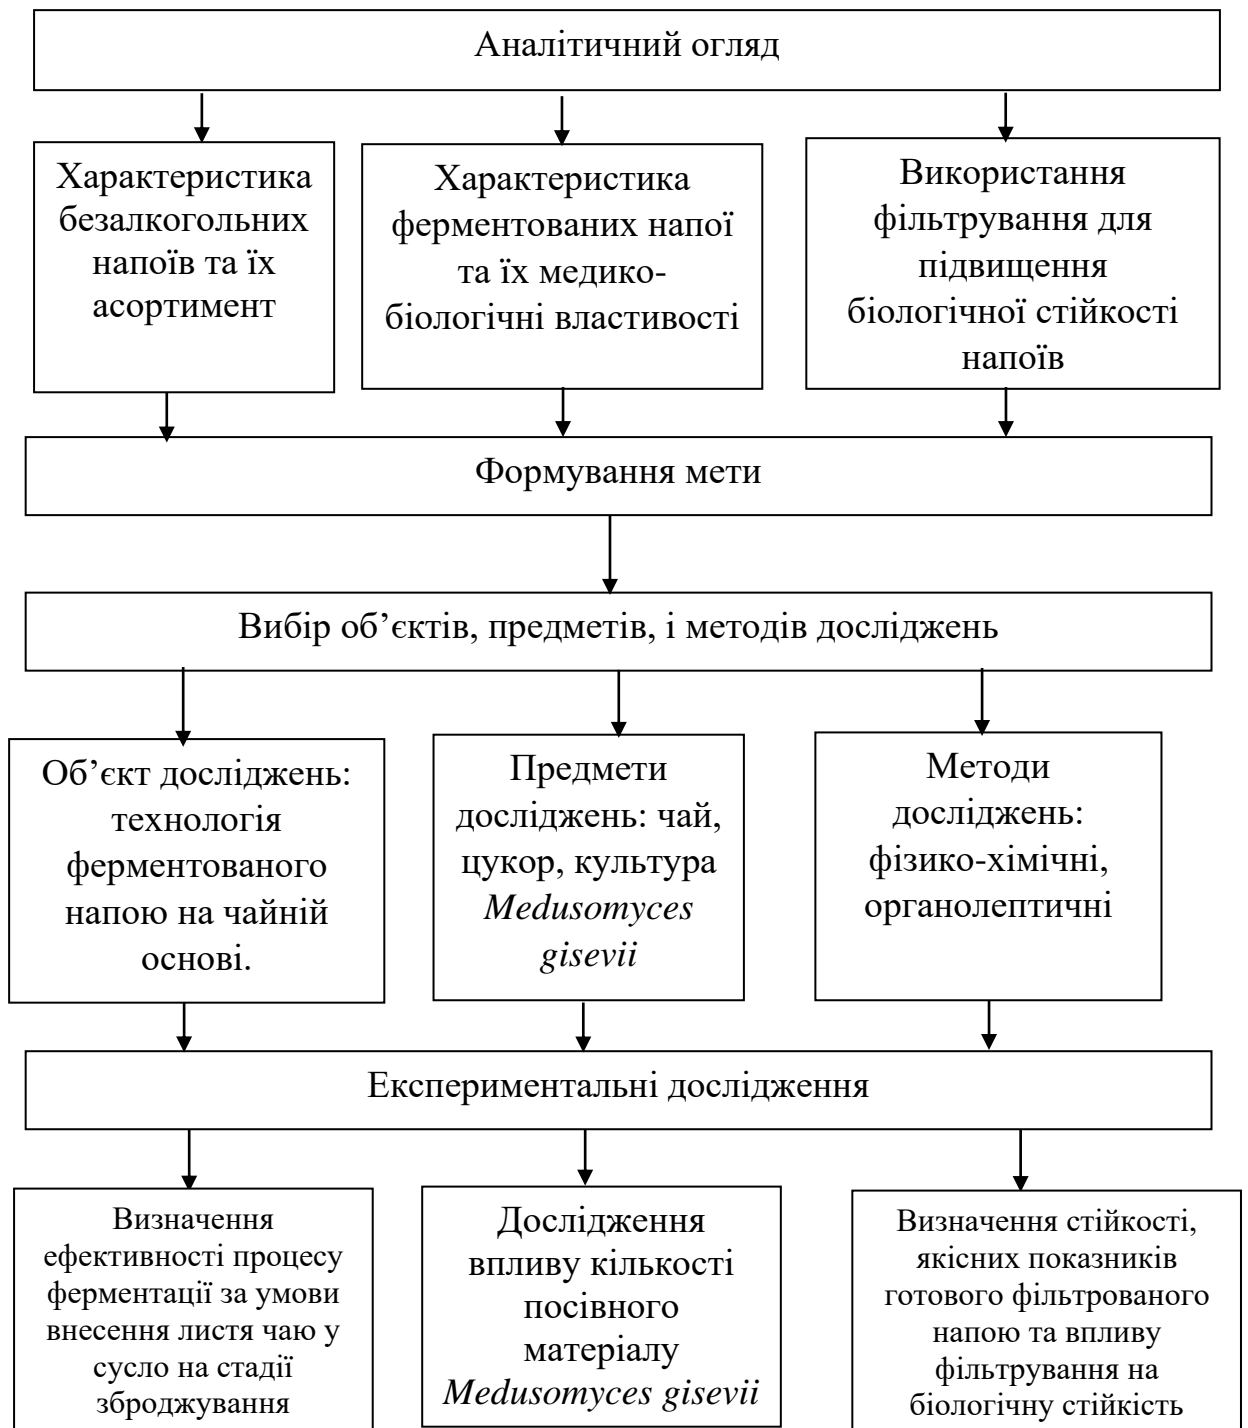 Аналітичний огляд
Характеристика
безалкогольних
напоїв та їх
асортимент
Характеристика
ферментованих напої
та їх медико-
біологічні властивості
Використання
фільтрування для
підвищення
біологічної стійкості
напоїв
Формування мети
Вибір об’єктів, предметів, і методів досліджень
Об’єкт досліджень:
технологія
ферментованого
напою на чайній
основі.
Предмети
досліджень: чай,
цукор, культура
Medusomyces
gisevii
Методи
досліджень:
фізико-хімічні,
органолептичні
Експериментальні дослідження
Визначення
ефективності процесу
ферментації за умови
внесення листя чаю у
сусло на стадії
зброджування
Дослідження
впливу кількості
посівного
матеріалу
Medusomyces gisevii
Визначення стійкості,
якісних показників
готового фільтрованого
напою та впливу
фільтрування на
біологічну стійкість